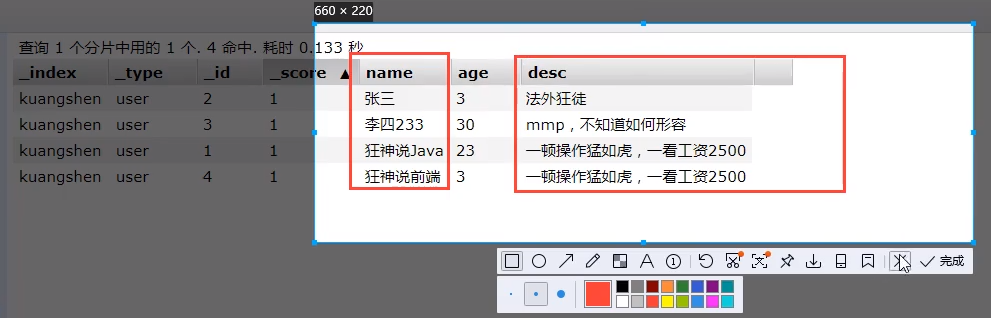 660 × 220
查询 1 个分片中用的 1 个. 4 命中. 耗时 0.133 秒
_index _type _id _score ▲ name age desc
kuangshen user 2 1 张三 3 法外狂徒
kuangshen user 3 1 李四233 30 mmp，不知道如何形容
kuangshen user 1 1 狂神说Java 23 一顿操作猛如虎，一看工资2500
kuangshen user 4 1 狂神说前端 3 一顿操作猛如虎，一看工资2500
完成